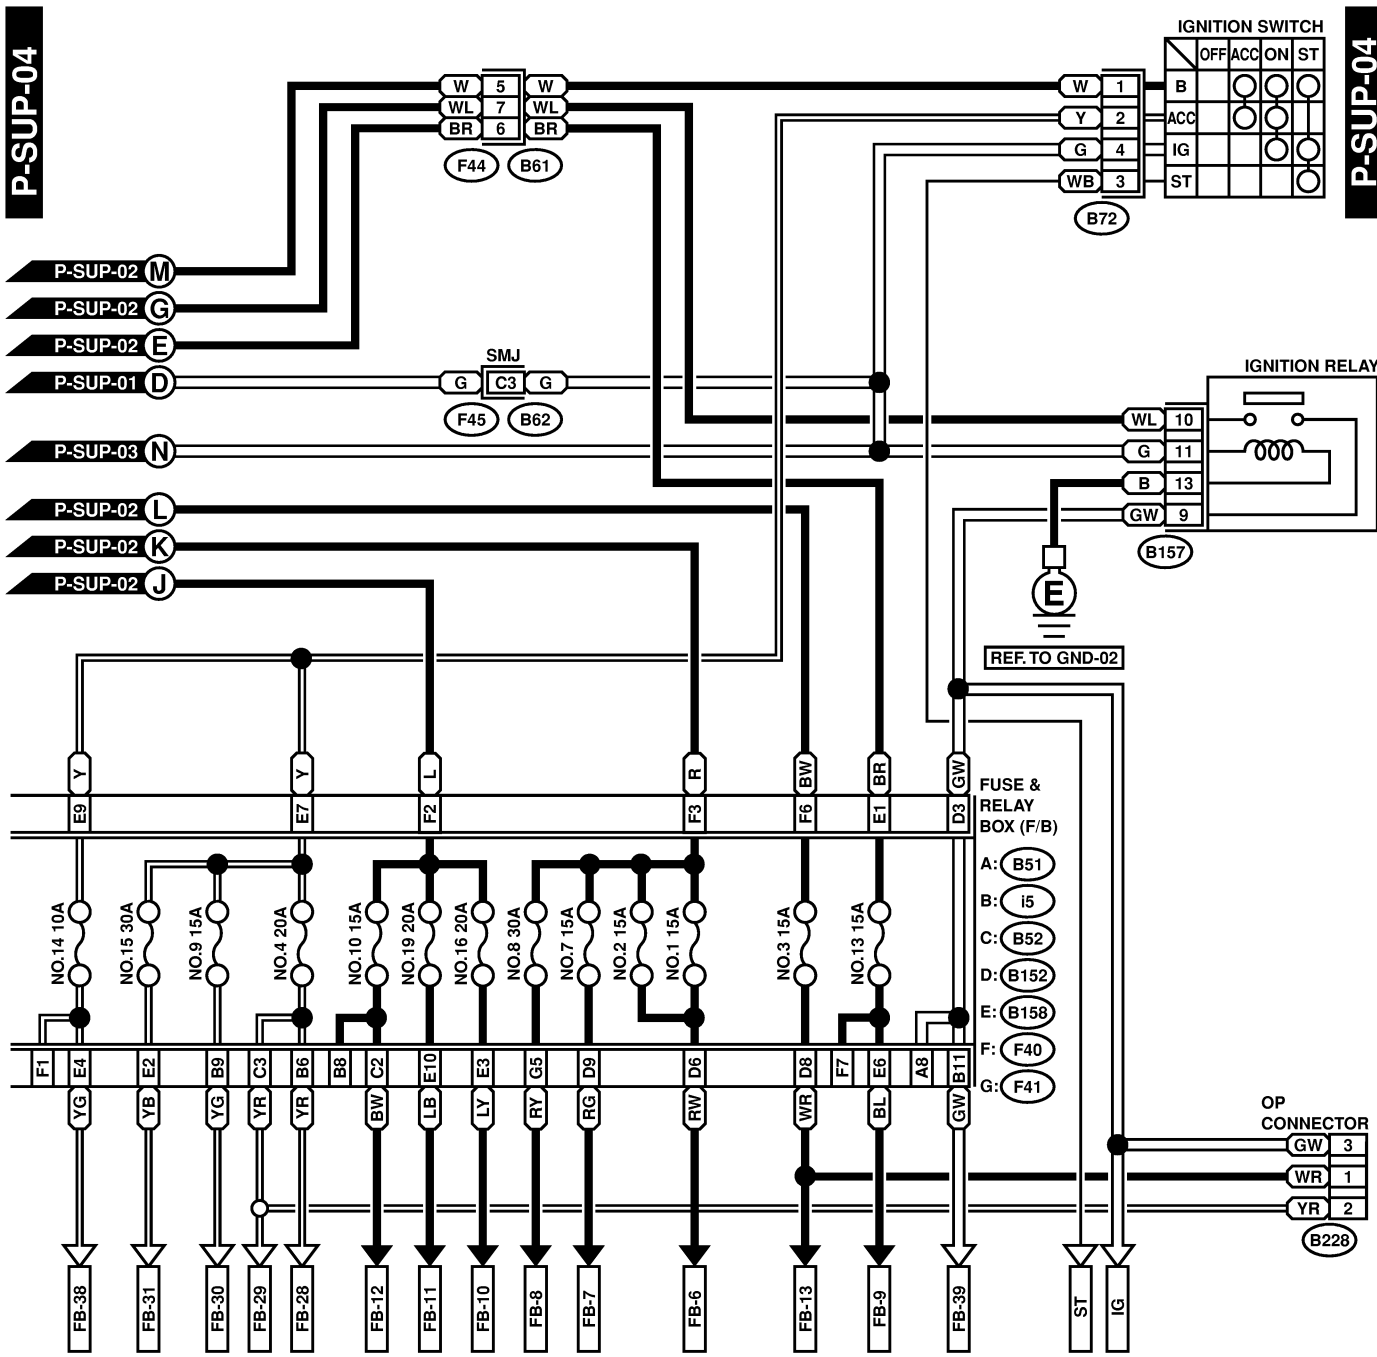 P-SUP-04
P-SUP-04
IGNITION SWITCH
OFF ACC ON ST
W 5 W
WL 7 WL
BR 6 BR
F44 B61
W 1 B
Y 2 ACC
G 4 IG
WB 3 ST
B72
P-SUP-02 M
P-SUP-02 G
P-SUP-02 E
SMJ
P-SUP-01 D
G C3 G
F45 B62
IGNITION RELAY
WL 10
G 11
B 13
GW 9
B157
P-SUP-03 N
P-SUP-02 L
P-SUP-02 K
P-SUP-02 J
E
REF. TO GND-02
Y Y L R BW BR GW
E9 E7 F2 F3 F6 E1 D3
FUSE &
RELAY
BOX (F/B)
A: B51
B: i5
C: B52
D: B152
E: B158
F: F40
G: F41
NO.14 10A
NO.15 30A
NO.9 15A
NO.4 20A
NO.10 15A
NO.19 20A
NO.16 20A
NO.8 30A
NO.7 15A
NO.2 15A
NO.1 15A
NO.3 15A
NO.13 15A
F1 E4 E2 B9 C3 B6 B8 C2 E10 E3 G5 D9 D6 D8 F7 E6 A8 B11
YG YB YG YR YR BW LB LY RY RG RW WR BL GW
OP
CONNECTOR
GW 3
WR 1
YR 2
B228
FB-38 FB-31 FB-30 FB-29 FB-28 FB-12 FB-11 FB-10 FB-8 FB-7 FB-6 FB-13 FB-9 FB-39 ST IG